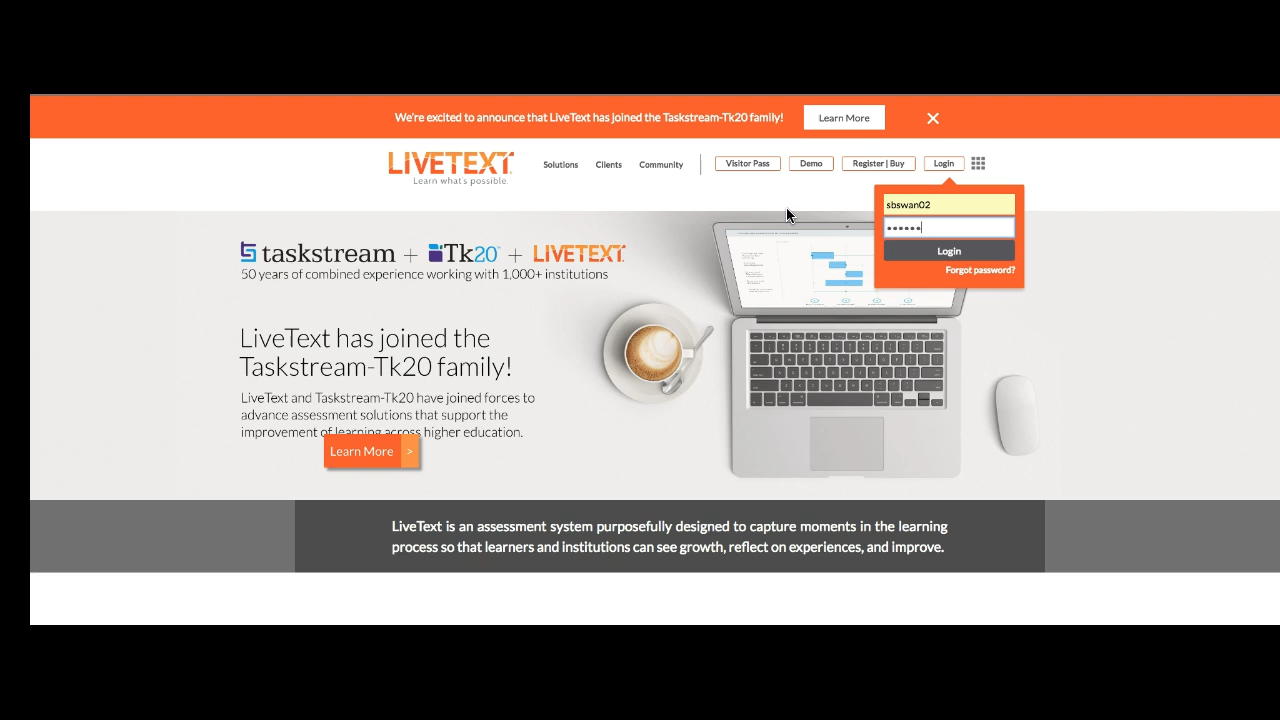 We're excited to announce that LiveText has joined the Taskstream-Tk20 family!
Learn More
LIVETEXT
Learn what's possible.
Solutions
Clients
Community
Visitor Pass
Demo
Register | Buy
Login
sbswan02
••••••
Login
Forgot password?
taskstream + Tk20 + LIVETEXT
50 years of combined experience working with 1,000+ institutions
LiveText has joined the
Taskstream-Tk20 family!
LiveText and Taskstream-Tk20 have joined forces to
advance assessment solutions that support the
improvement of learning across higher education.
Learn More >
LiveText is an assessment system purposefully designed to capture moments in the learning
process so that learners and institutions can see growth, reflect on experiences, and improve.